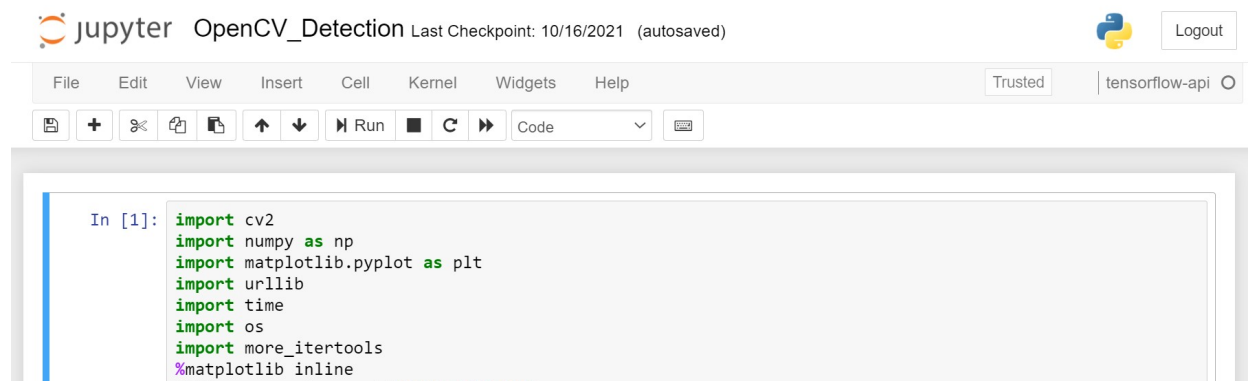 jupyter OpenCV_Detection Last Checkpoint: 10/16/2021 (autosaved) Logout
File Edit View Insert Cell Kernel Widgets Help Trusted tensorflow-api
Run Code
In [1]: import cv2
import numpy as np
import matplotlib.pyplot as plt
import urllib
import time
import os
import more_itertools
%matplotlib inline